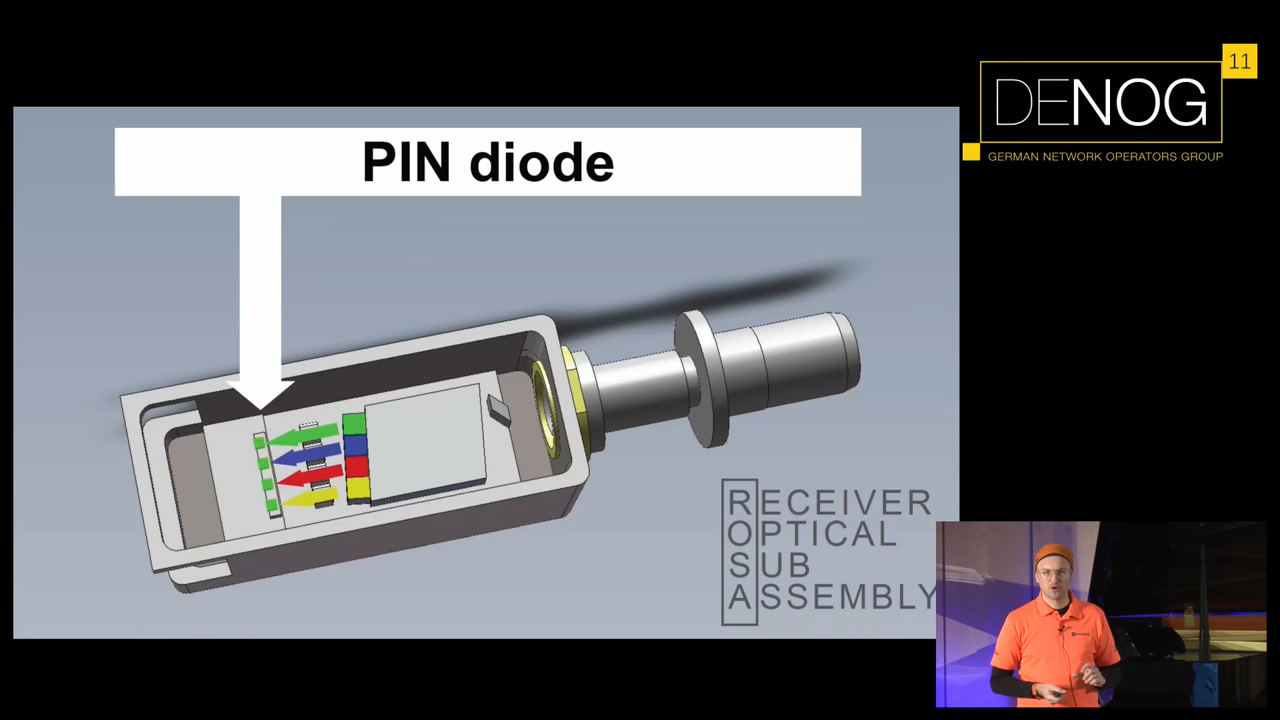 PIN diode
11
DENOG
GERMAN NETWORK OPERATORS GROUP
RECEIVER
OPTICAL
SUB
ASSEMBLY